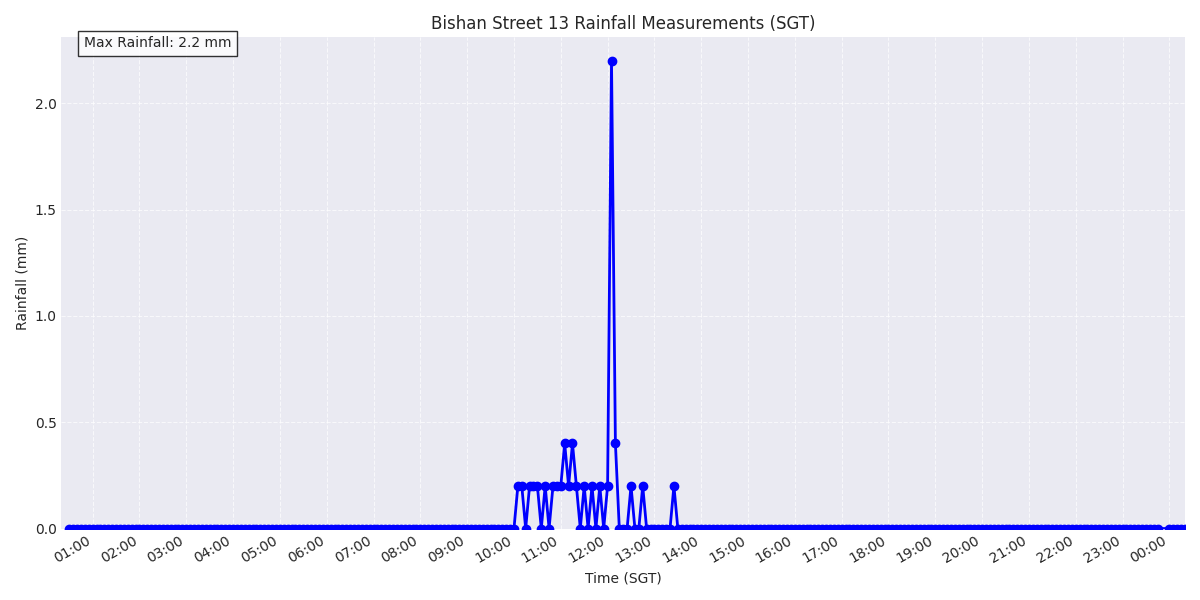 Bishan Street 13 Rainfall Measurements (SGT)
Max Rainfall: 2.2 mm
2.0
1.5
1.0
0.5
0.0
Rainfall (mm)
01:00 02:00 03:00 04:00 05:00 06:00 07:00 08:00 09:00 10:00 11:00 12:00 13:00 14:00 15:00 16:00 17:00 18:00 19:00 20:00 21:00 22:00 23:00 00:00
Time (SGT)